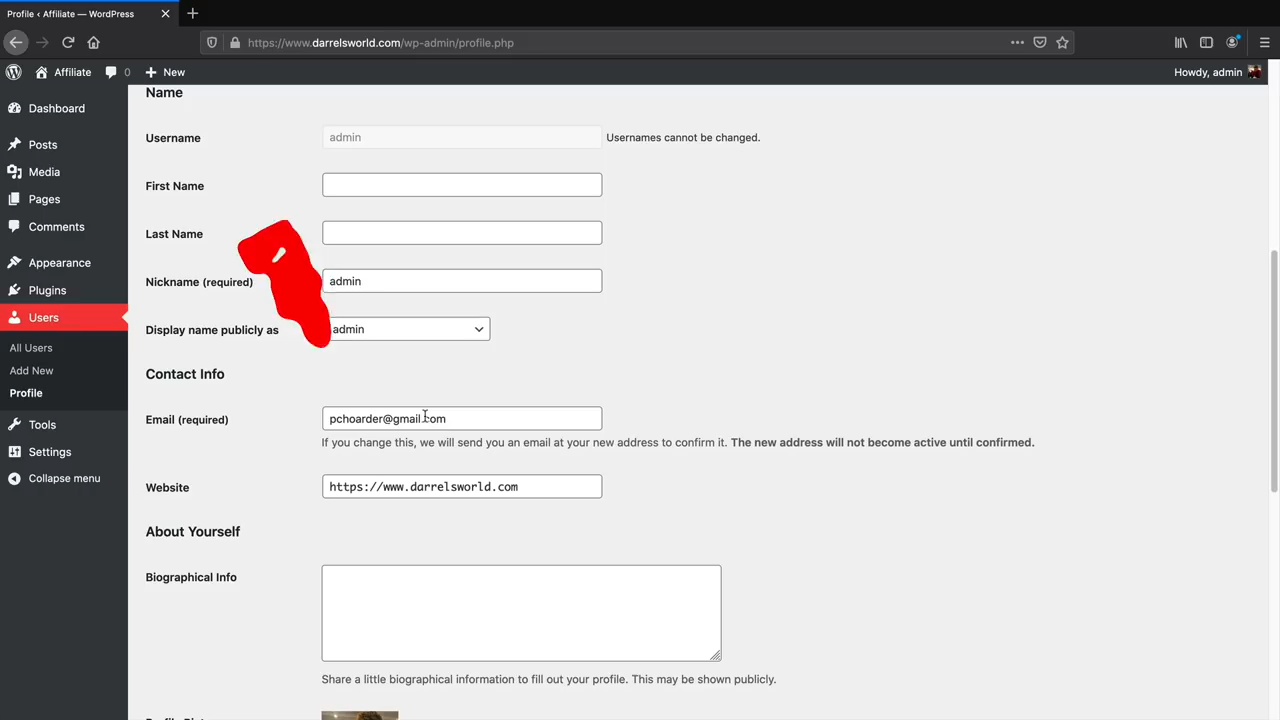 Profile ‹ Affiliate — WordPress
https://www.darrelsworld.com/wp-admin/profile.php
Affiliate 0 New Howdy, admin
Dashboard
Posts
Media
Pages
Comments
Appearance
Plugins
Users
All Users
Add New
Profile
Tools
Settings
Collapse menu
Name
Username admin Usernames cannot be changed.
First Name
Last Name
Nickname (required) admin
Display name publicly as admin
Contact Info
Email (required) pchoarder@gmail.com
If you change this, we will send you an email at your new address to confirm it. The new address will not become active until confirmed.
Website https://www.darrelsworld.com
About Yourself
Biographical Info
Share a little biographical information to fill out your profile. This may be shown publicly.